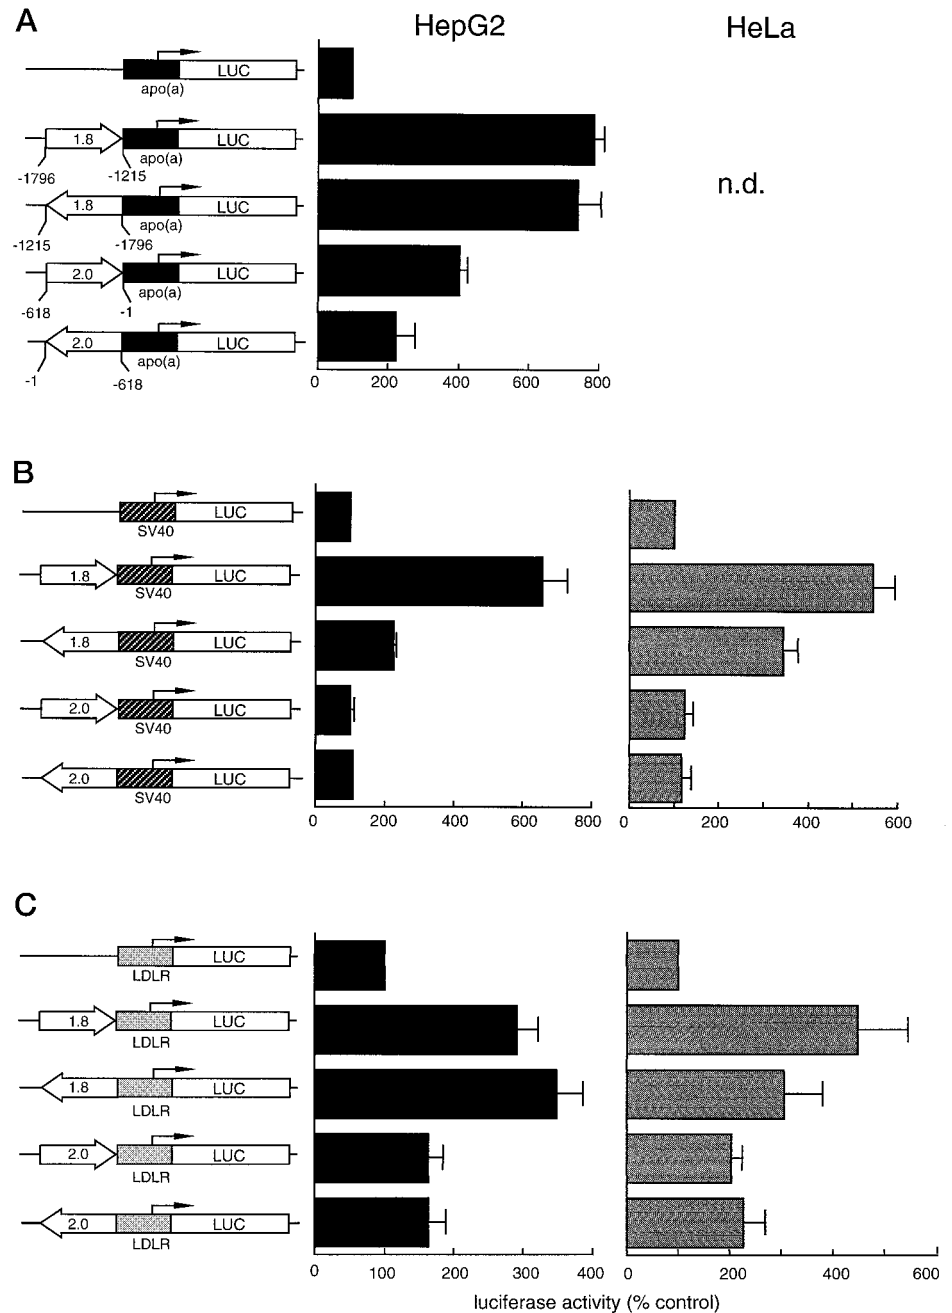 A
HepG2
HeLa
LUC
apo(a)
1.8
LUC
apo(a)
-1796
-1215
n.d.
1.8
LUC
apo(a)
-1215
-1796
2.0
LUC
apo(a)
-618
-1
2.0
LUC
apo(a)
-1
-618
0
200
400
600
800
B
LUC
SV40
1.8
LUC
SV40
1.8
LUC
SV40
2.0
LUC
SV40
2.0
LUC
SV40
0
200
400
600
800
0
200
400
600
C
LUC
LDLR
1.8
LUC
LDLR
1.8
LUC
LDLR
2.0
LUC
LDLR
2.0
LUC
LDLR
0
100
200
300
400
0
200
400
600
luciferase activity (% control)